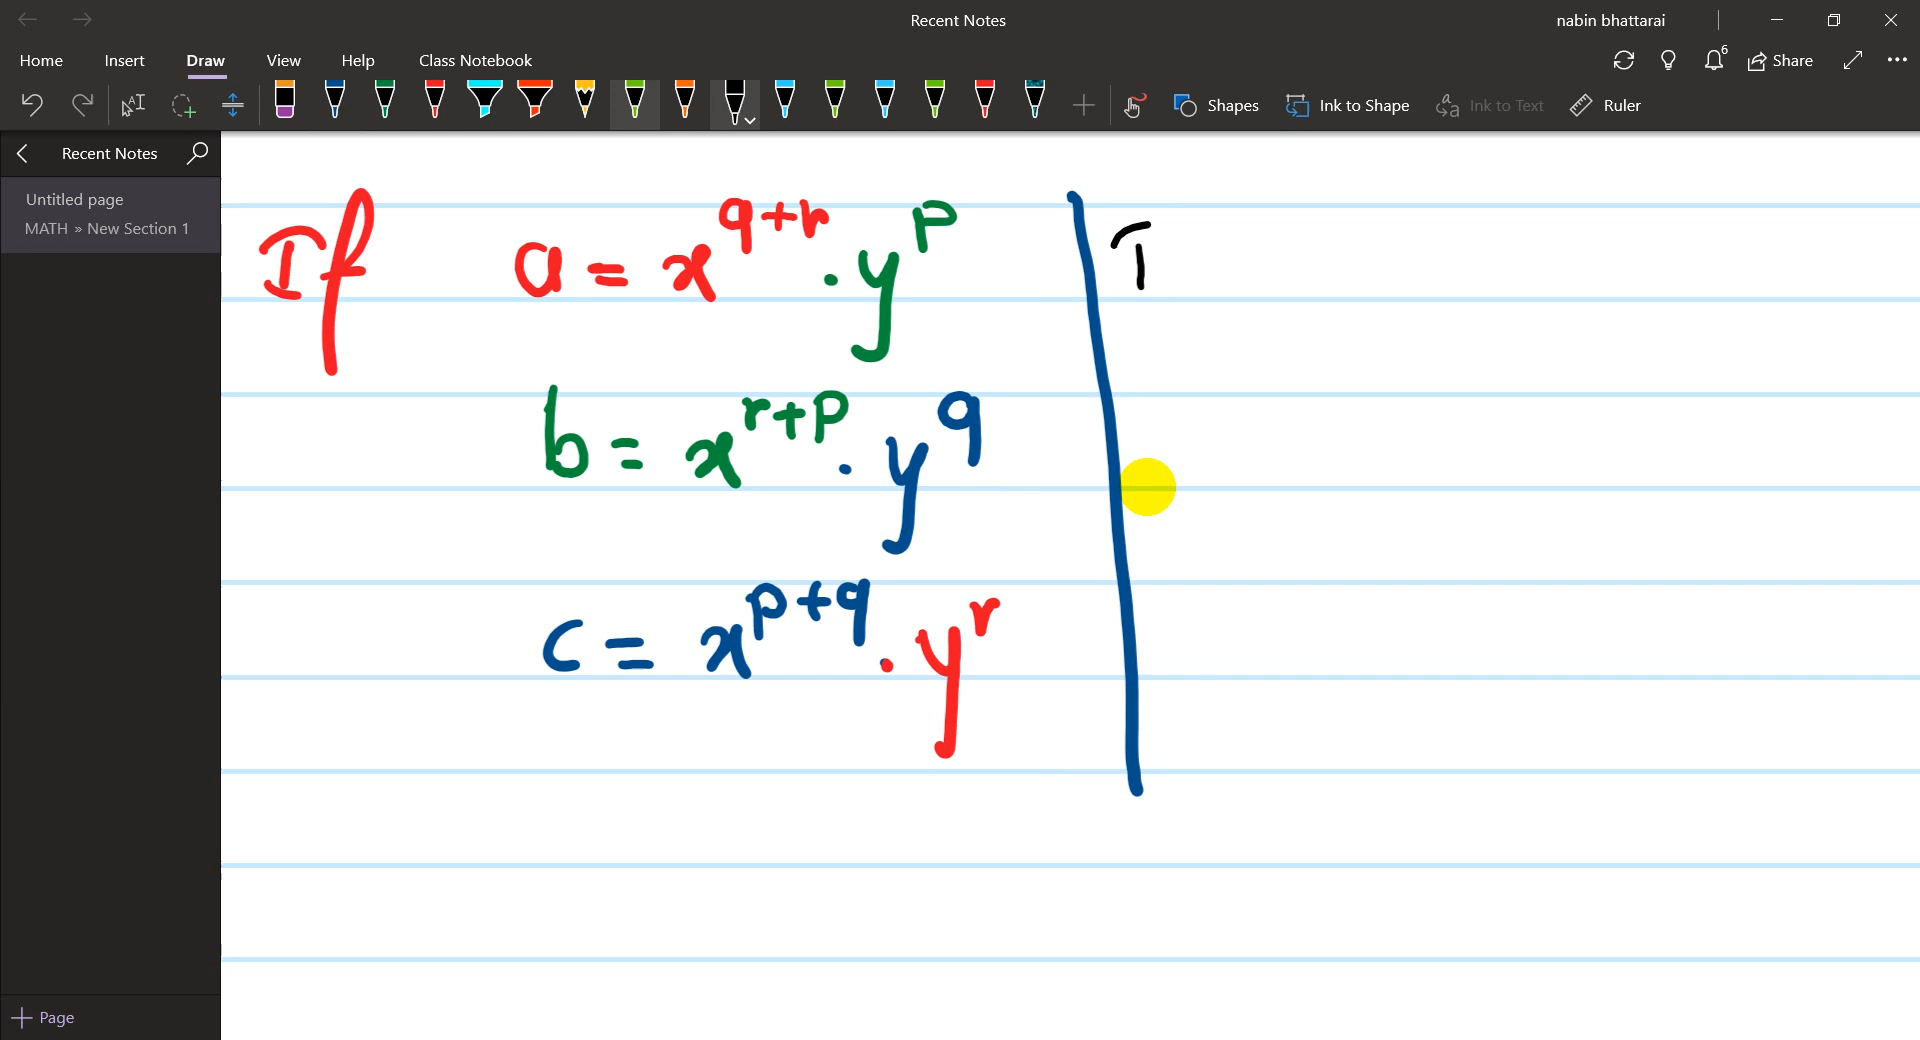 Recent Notes
nabin bhattarai
Home Insert Draw View Help Class Notebook
6
Share
Shapes Ink to Shape Ink to Text Ruler
Recent Notes
Untitled page
MATH » New Section 1
If a = x^{q+r} · y^p
T
b = x^{r+p} · y^q
c = x^{p+q} · y^r
Page